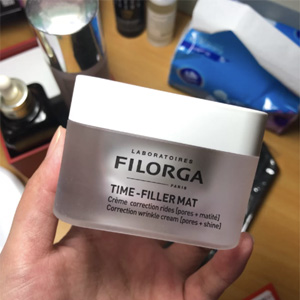 LABORATOIRES
FILORGA
PARIS
TIME-FILLER MAT
Crème correction rides [pores + matité]
Correction wrinkle cream [pores + shine]